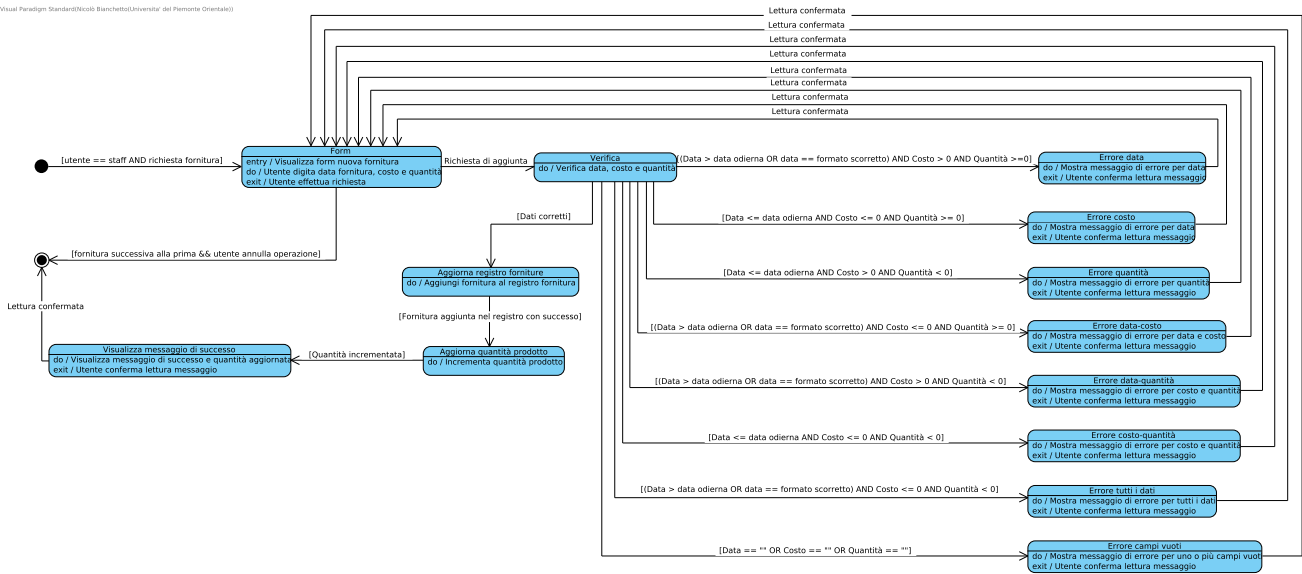 Visual Paradigm Standard(Nicolò Bianchetto(Universita' del Piemonte Orientale))
Lettura confermata
Lettura confermata
Lettura confermata
Lettura confermata
Lettura confermata
Lettura confermata
Lettura confermata
Lettura confermata
[utente == staff AND richiesta fornitura]
Form
entry / Visualizza form nuova fornitura
do / Utente digita data fornitura, costo e quantità
exit / Utente effettua richiesta
Richiesta di aggiunta
Verifica
do / Verifica data, costo e quantità
[(Data > data odierna OR data == formato scorretto) AND Costo > 0 AND Quantità >=0]
Errore data
do / Mostra messaggio di errore per data
exit / Utente conferma lettura messaggio
[Dati corretti]
[Data <= data odierna AND Costo <= 0 AND Quantità >= 0]
Errore costo
do / Mostra messaggio di errore per data
exit / Utente conferma lettura messaggio
[fornitura successiva alla prima && utente annulla operazione]
Aggiorna registro forniture
do / Aggiungi fornitura al registro fornitura
[Data <= data odierna AND Costo > 0 AND Quantità < 0]
Errore quantità
do / Mostra messaggio di errore per quantità
exit / Utente conferma lettura messaggio
Lettura confermata
[Fornitura aggiunta nel registro con successo]
[(Data > data odierna OR data == formato scorretto) AND Costo <= 0 AND Quantità >= 0]
Errore data-costo
do / Mostra messaggio di errore per data e costo
exit / Utente conferma lettura messaggio
Visualizza messaggio di successo
do / Visualizza messaggio di successo e quantità aggiornata
exit / Utente conferma lettura messaggio
[Quantità incrementata]
Aggiorna quantità prodotto
do / Incrementa quantità prodotto
[(Data > data odierna OR data == formato scorretto) AND Costo > 0 AND Quantità < 0]
Errore data-quantità
do / Mostra messaggio di errore per costo e quantità
exit / Utente conferma lettura messaggio
[Data <= data odierna AND Costo <= 0 AND Quantità < 0]
Errore costo-quantità
do / Mostra messaggio di errore per costo e quantità
exit / Utente conferma lettura messaggio
[(Data > data odierna OR data == formato scorretto) AND Costo <= 0 AND Quantità < 0]
Errore tutti i dati
do / Mostra messaggio di errore per tutti i dati
exit / Utente conferma lettura messaggio
[Data == "" OR Costo == "" OR Quantità == ""]
Errore campi vuoti
do / Mostra messaggio di errore per uno o più campi vuoti
exit / Utente conferma lettura messaggio